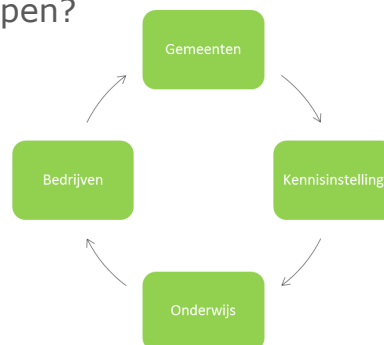 pen?
Gemeenten
Bedrijven
Kennisinstelling
Onderwijs